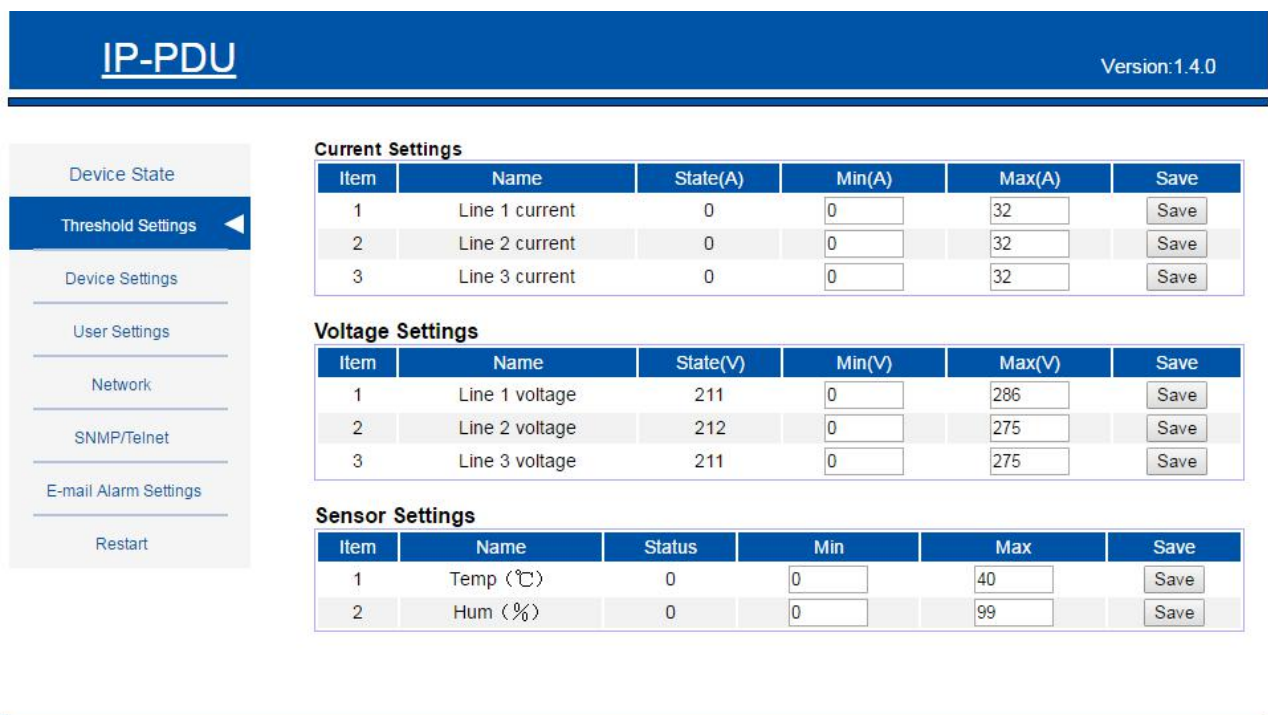 IP-PDU
Version:1.4.0
Device State
Threshold Settings
Device Settings
User Settings
Network
SNMP/Telnet
E-mail Alarm Settings
Restart
Current Settings
Item Name State(A) Min(A) Max(A) Save
1 Line 1 current 0 0 32 Save
2 Line 2 current 0 0 32 Save
3 Line 3 current 0 0 32 Save
Voltage Settings
Item Name State(V) Min(V) Max(V) Save
1 Line 1 voltage 211 0 286 Save
2 Line 2 voltage 212 0 275 Save
3 Line 3 voltage 211 0 275 Save
Sensor Settings
Item Name Status Min Max Save
1 Temp（℃） 0 0 40 Save
2 Hum（%） 0 0 99 Save